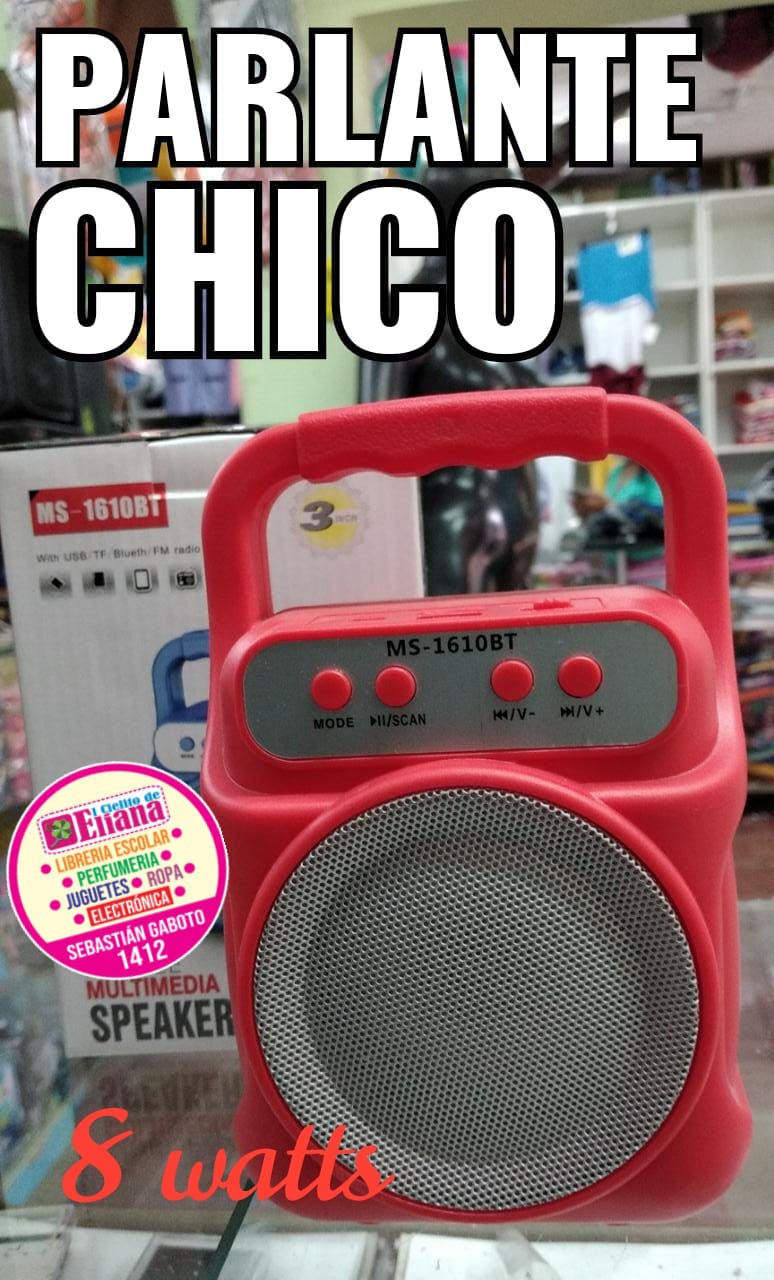 PARLANTE
CHICO
MS-1610BT
3 INCH
With USB/TF/Blueth/FM radio
MS-1610BT
MODE
▶II/SCAN
⏮/V-
⏭/V+
El Cielito de
Eliana
• LIBRERIA ESCOLAR •
• PERFUMERIA •
JUGUETES • ROPA
• ELECTRÓNICA •
SEBASTIÁN GABOTO
1412
MULTIMEDIA
SPEAKER
8 watts